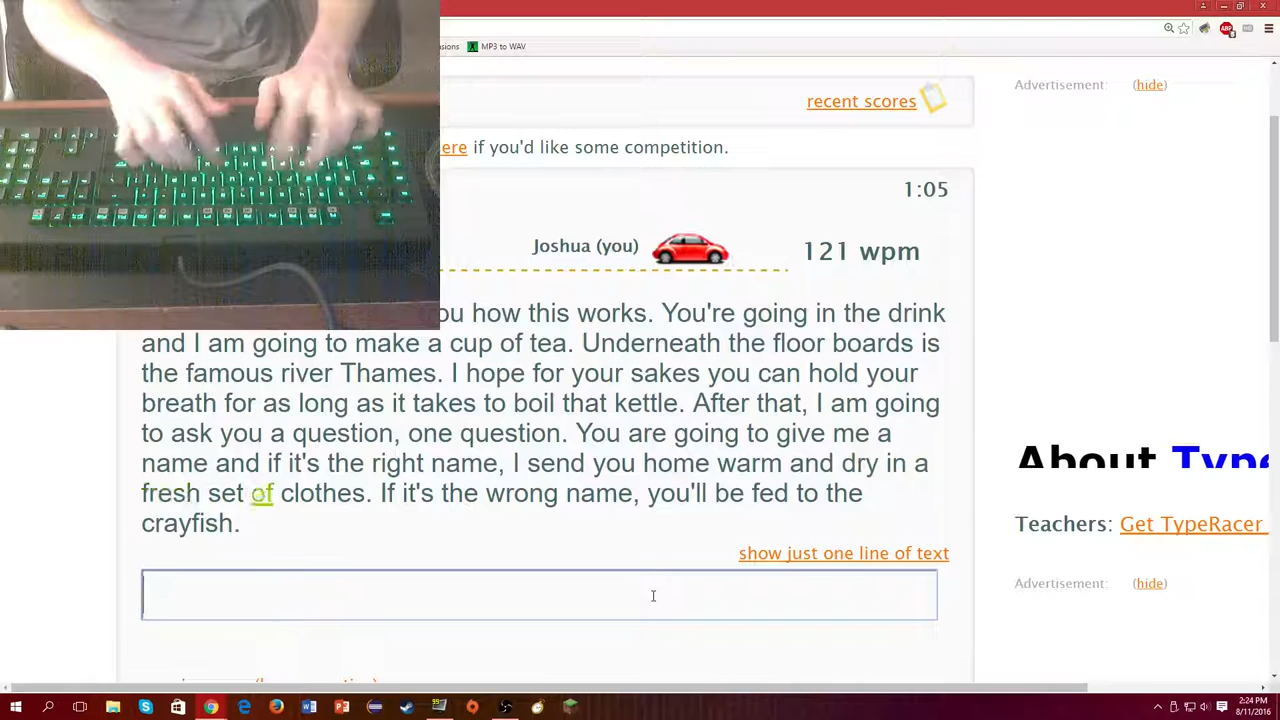 MP3 to WAV
recent scores
Advertisement: (hide)
ere if you'd like some competition.
1:05
Joshua (you)
121 wpm
ou how this works. You're going in the drink
and I am going to make a cup of tea. Underneath the floor boards is
the famous river Thames. I hope for your sakes you can hold your
breath for as long as it takes to boil that kettle. After that, I am going
to ask you a question, one question. You are going to give me a
name and if it's the right name, I send you home warm and dry in a
fresh set of clothes. If it's the wrong name, you'll be fed to the
crayfish.
About Type
Teachers: Get TypeRacer
show just one line of text
Advertisement: (hide)
2:24 PM
8/11/2016